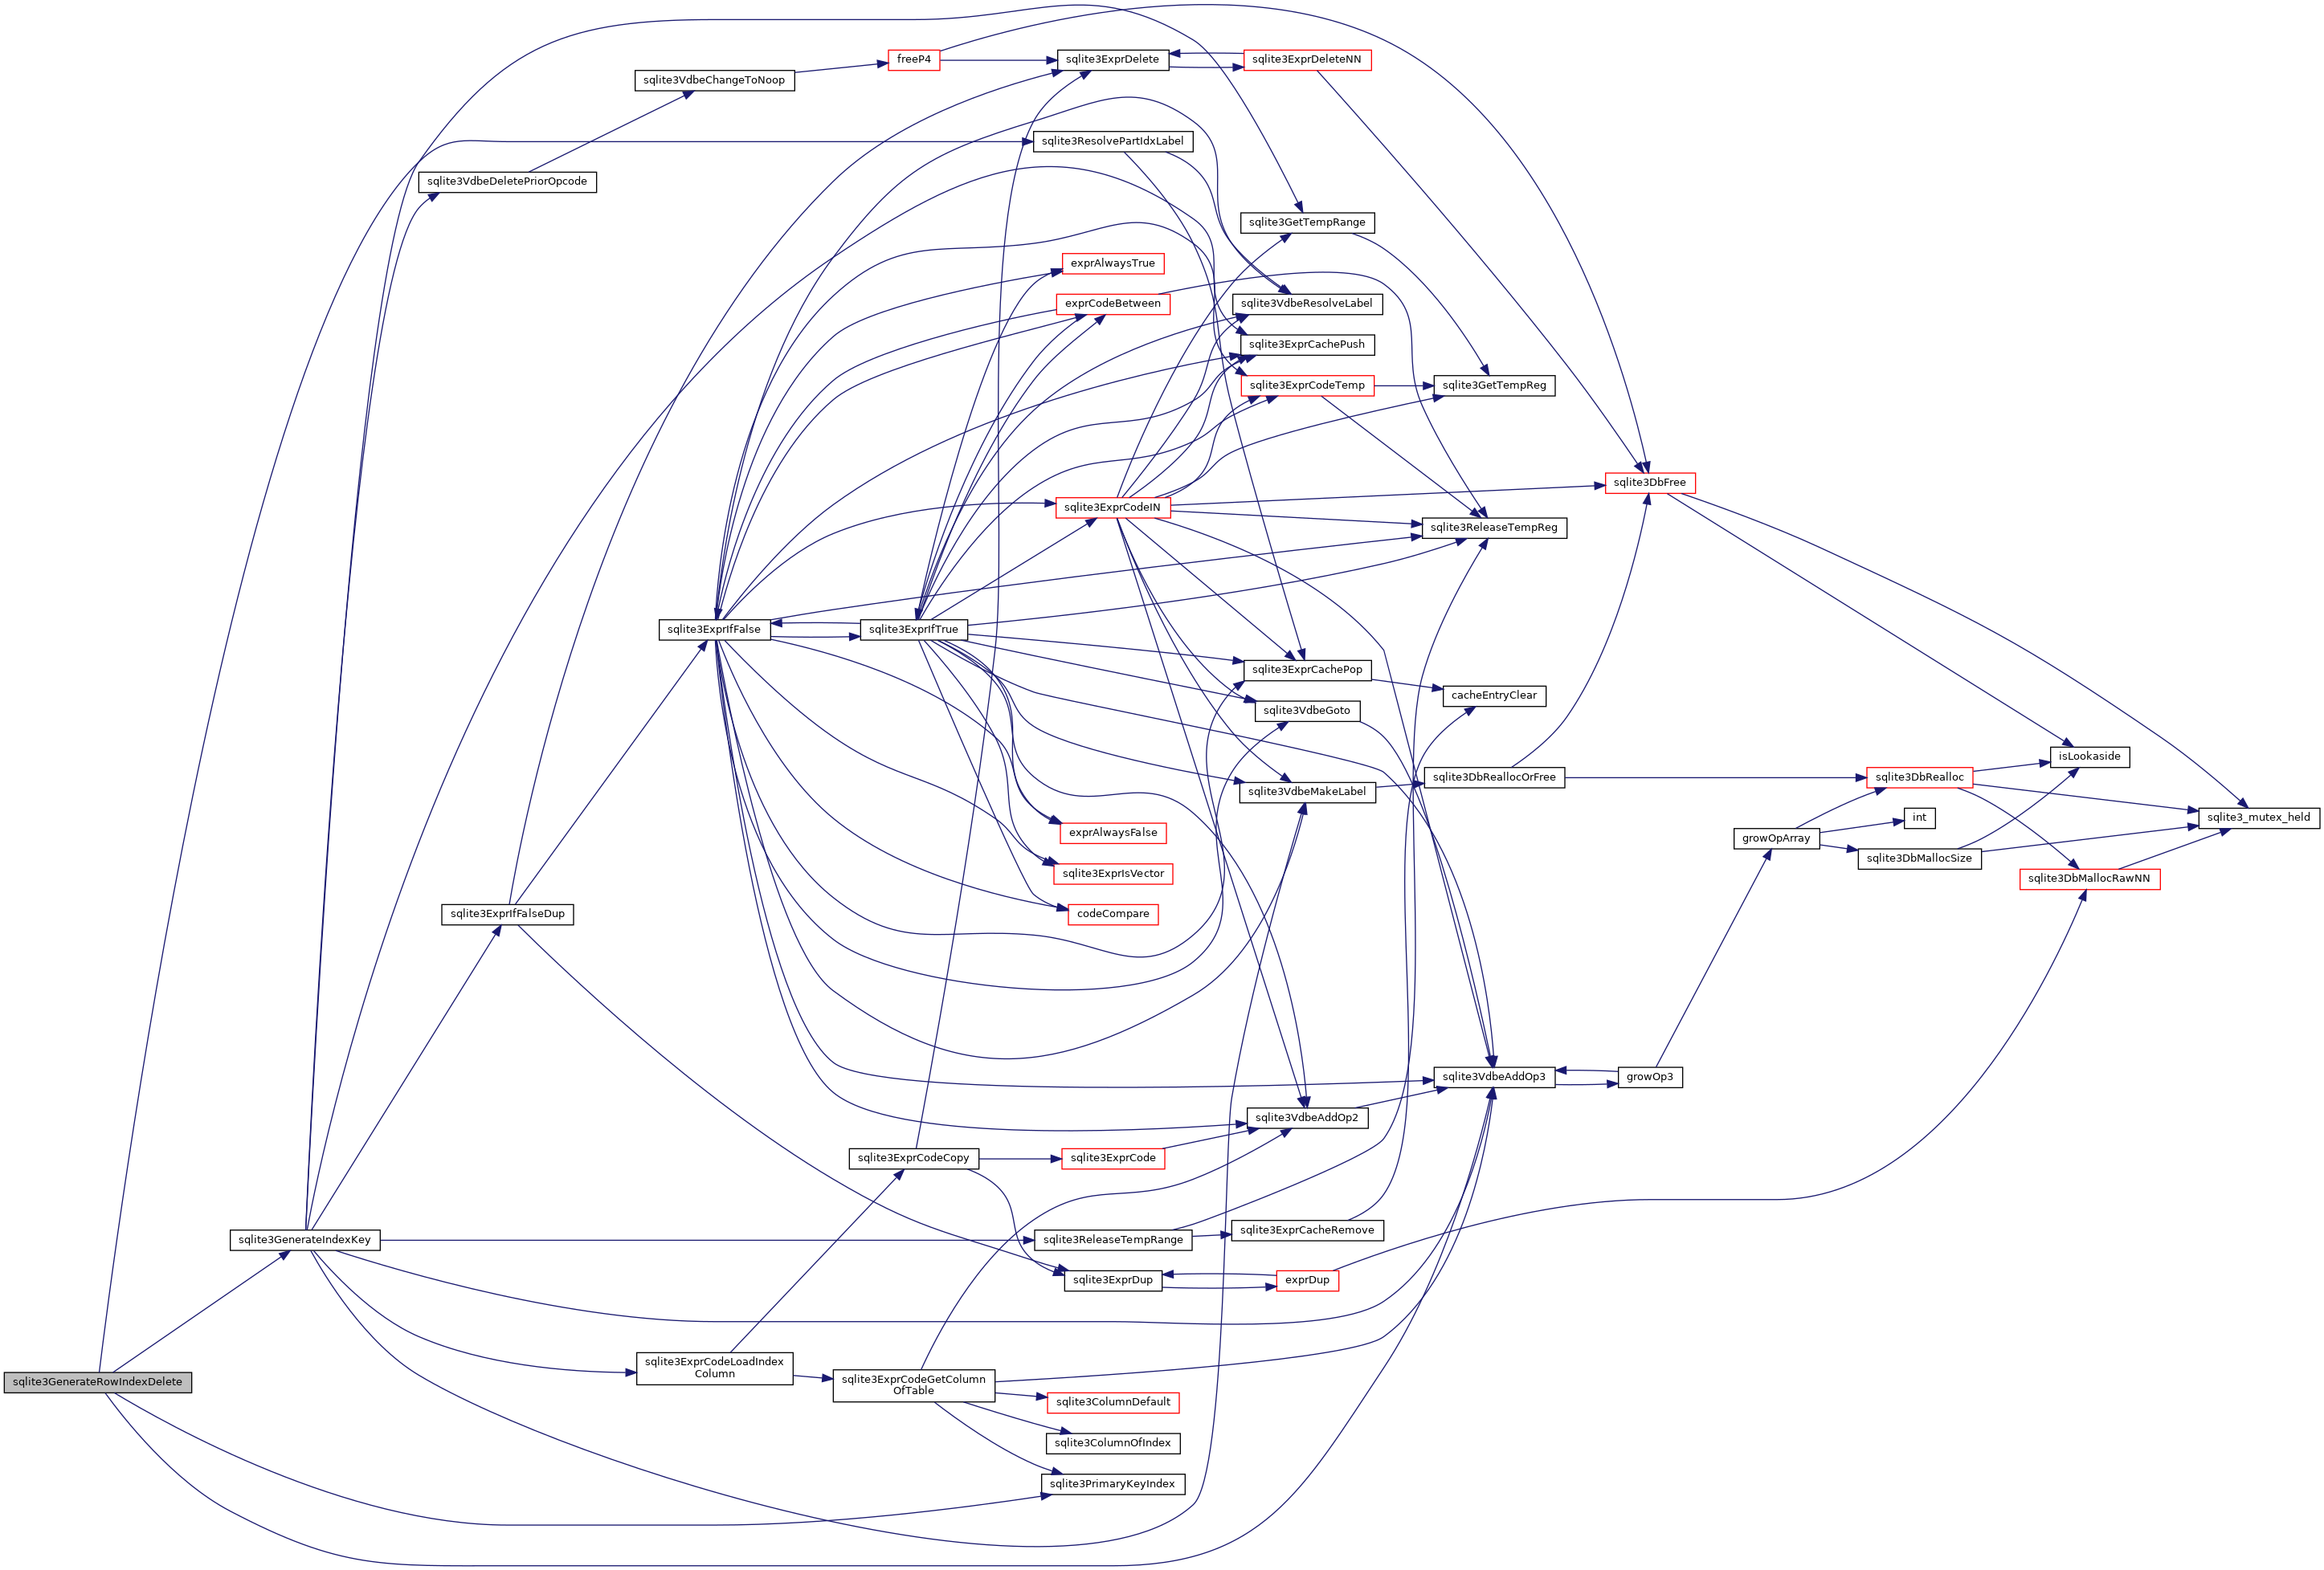 freeP4
sqlite3ExprDelete
sqlite3ExprDeleteNN
sqlite3VdbeChangeToNoop
sqlite3ResolvePartIdxLabel
sqlite3VdbeDeletePriorOpcode
sqlite3GetTempRange
exprAlwaysTrue
exprCodeBetween
sqlite3VdbeResolveLabel
sqlite3ExprCachePush
sqlite3ExprCodeTemp
sqlite3GetTempReg
sqlite3DbFree
sqlite3ExprCodeIN
sqlite3ReleaseTempReg
sqlite3ExprIfFalse
sqlite3ExprIfTrue
sqlite3ExprCachePop
cacheEntryClear
sqlite3VdbeGoto
isLookaside
sqlite3DbReallocOrFree
sqlite3DbRealloc
sqlite3VdbeMakeLabel
int
sqlite3_mutex_held
exprAlwaysFalse
growOpArray
sqlite3DbMallocSize
sqlite3ExprIsVector
sqlite3DbMallocRawNN
sqlite3ExprIfFalseDup
codeCompare
sqlite3VdbeAddOp3
growOp3
sqlite3VdbeAddOp2
sqlite3ExprCodeCopy
sqlite3ExprCode
sqlite3GenerateIndexKey
sqlite3ReleaseTempRange
sqlite3ExprCacheRemove
sqlite3ExprDup
exprDup
sqlite3ExprCodeLoadIndex
Column
sqlite3GenerateRowIndexDelete
sqlite3ExprCodeGetColumn
OfTable
sqlite3ColumnDefault
sqlite3ColumnOfIndex
sqlite3PrimaryKeyIndex